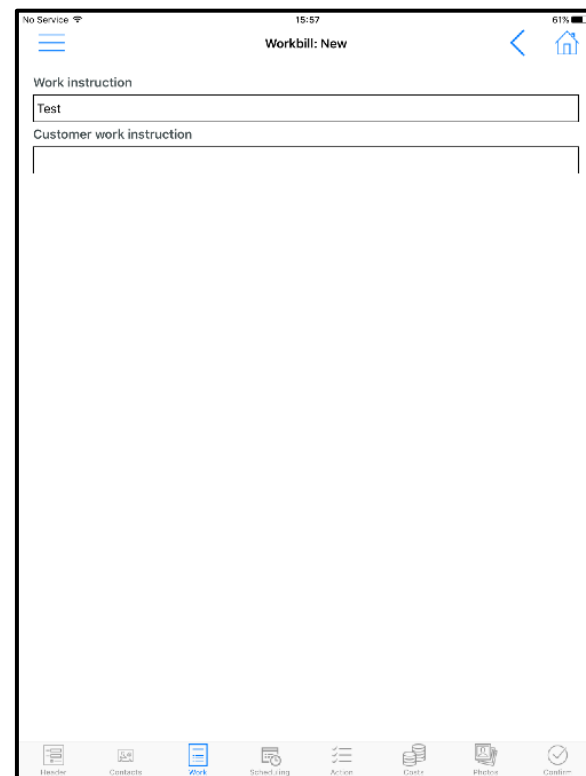 No Service 15:57 61%
Workbill: New
Work instruction
Test
Customer work instruction
Header Contacts Work Scheduling Action Costs Photos Confirm